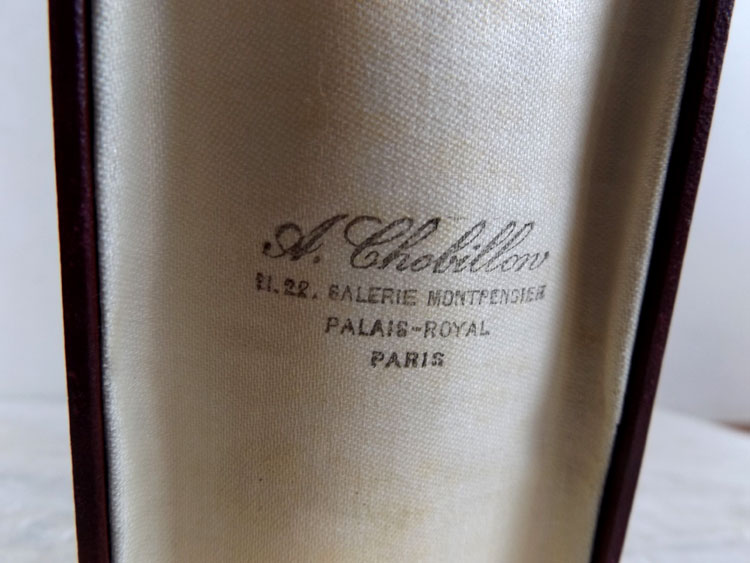 A. Chobillon
21.22. GALERIE MONTPENSIER
PALAIS-ROYAL
PARIS